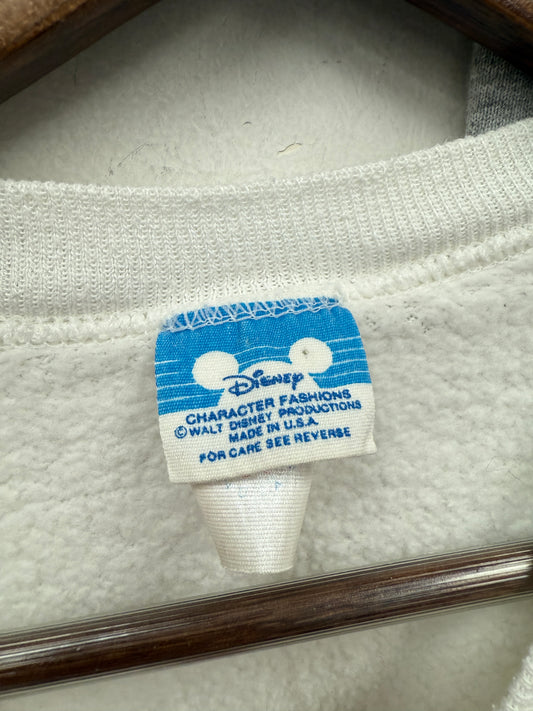 Disney
CHARACTER FASHIONS
©WALT DISNEY PRODUCTIONS
MADE IN U.S.A.
FOR CARE SEE REVERSE